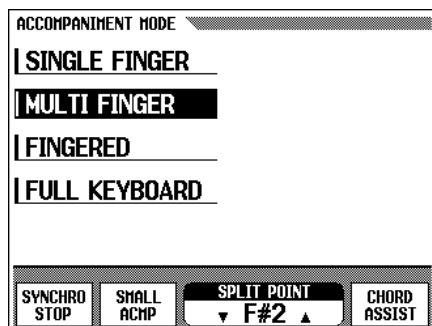 ACCOMPANIMENT MODE
SINGLE FINGER
MULTI FINGER
FINGERED
FULL KEYBOARD
SYNCHRO STOP
SMALL ACMP
SPLIT POINT
▼ F#2 ▲
CHORD ASSIST